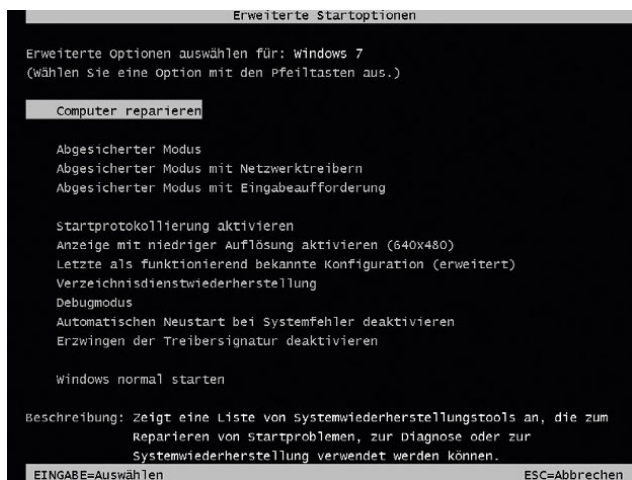 Erweiterte Startoptionen
Erweiterte Optionen auswählen für: Windows 7
(Wählen Sie eine Option mit den Pfeiltasten aus.)
Computer reparieren
Abgesicherter Modus
Abgesicherter Modus mit Netzwerktreibern
Abgesicherter Modus mit Eingabeaufforderung
Startprotokollierung aktivieren
Anzeige mit niedriger Auflösung aktivieren (640x480)
Letzte als funktionierend bekannte Konfiguration (erweitert)
Verzeichnisdienstwiederherstellung
Debugmodus
Automatischen Neustart bei Systemfehler deaktivieren
Erzwingen der Treibersignatur deaktivieren
Windows normal starten
Beschreibung: Zeigt eine Liste von Systemwiederherstellungstools an, die zum
Reparieren von Startproblemen, zur Diagnose oder zur
Systemwiederherstellung verwendet werden können.
EINGABE=Auswählen ESC=Abbrechen